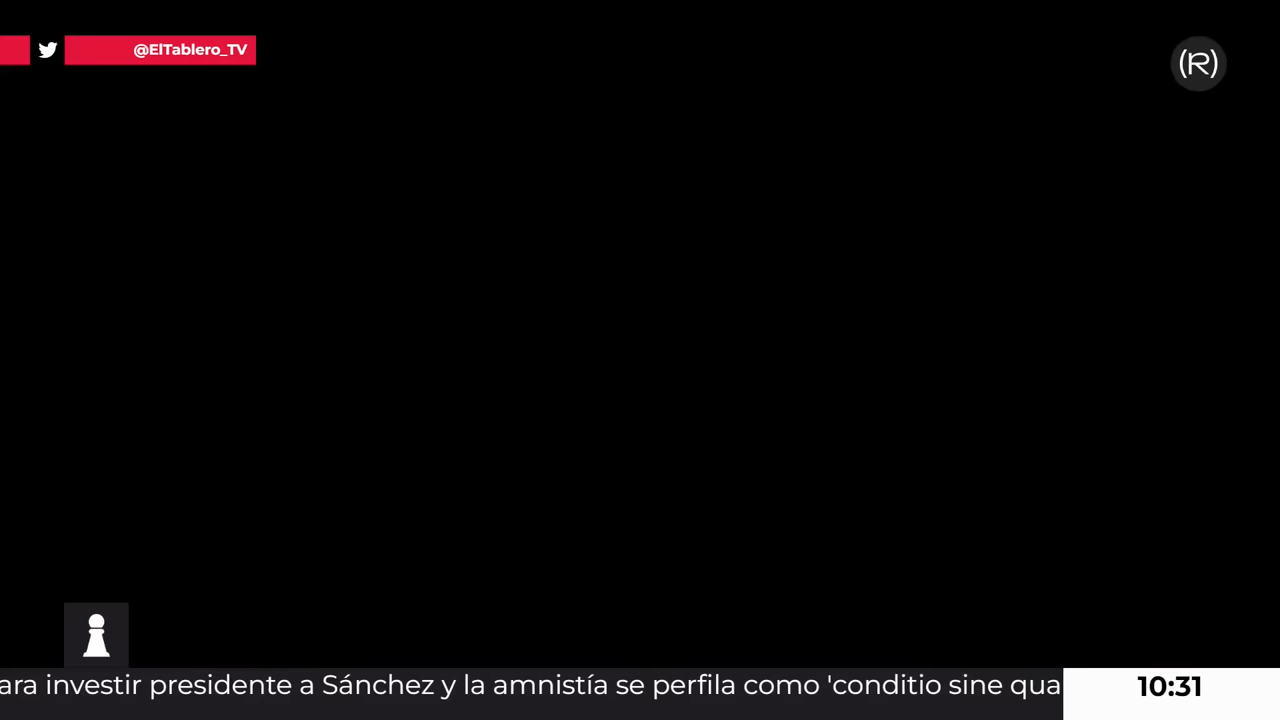 @ElTablero_TV
(R)
ara investir presidente a Sánchez y la amnistía se perfila como 'conditio sine qua
10:31